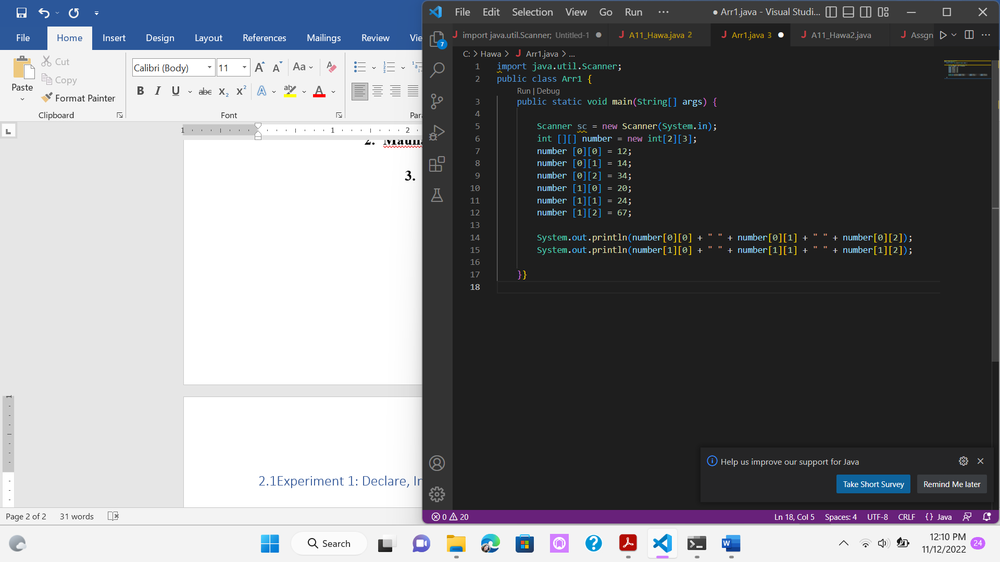 File Home Insert Design Layout References Mailings Review
Cut
Copy
Format Painter
Paste
Clipboard
Calibri (Body) 11
Aa
B I U abc X₂ X² A ab A
Font
1 1 2
2.
3.
2.1Experiment 1: Declare,
Page 2 of 2 31 words
File Edit Selection View Go Run ···
● Arr1.java - Visual Studi...
import java.util.Scanner; Untitled-1 ●
A11_Hawa.java 2
Arr1.java 3 ●
A11_Hawa2.java
Assgn
7
C: > Hawa > Arr1.java > ...
1 import java.util.Scanner;
2 public class Arr1 {
Run | Debug
3 public static void main(String[] args) {
4
5 Scanner sc = new Scanner(System.in);
6 int [][] number = new int[2][3];
7 number [0][0] = 12;
8 number [0][1] = 14;
9 number [0][2] = 34;
10 number [1][0] = 20;
11 number [1][1] = 24;
12 number [1][2] = 67;
13
14 System.out.println(number[0][0] + " " + number[0][1] + " " + number[0][2]);
15 System.out.println(number[1][0] + " " + number[1][1] + " " + number[1][2]);
16
17 }}
18
Help us improve our support for Java
Take Short Survey Remind Me later
0 20
Ln 18, Col 5 Spaces: 4 UTF-8 CRLF {} Java
Search
12:10 PM
11/12/2022
24